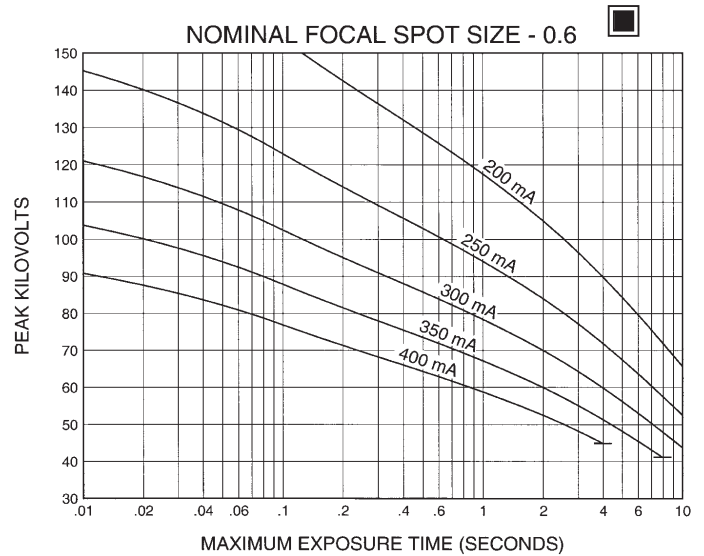 NOMINAL FOCAL SPOT SIZE - 0.6
150
140
130
120
110
100
90
80
70
60
50
40
30
PEAK KILOVOLTS
200 mA
250 mA
300 mA
350 mA
400 mA
.01 .02 .04 .06 .1 .2 .4 .6 1 2 4 6 10
MAXIMUM EXPOSURE TIME (SECONDS)